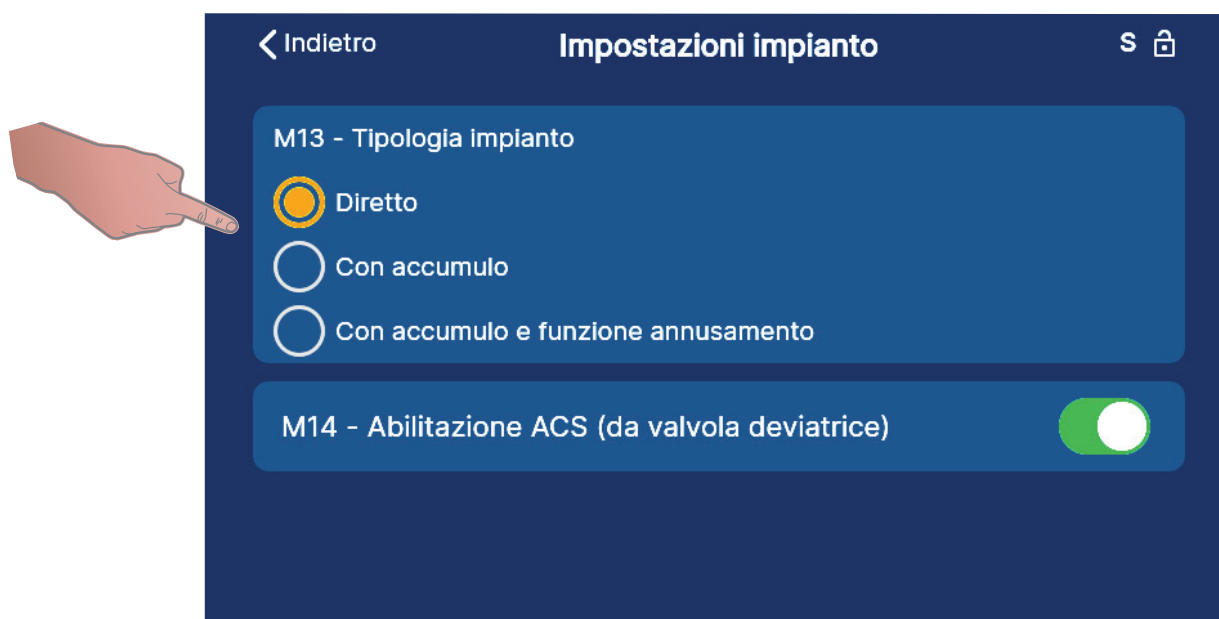 Indietro
Impostazioni impianto
S
M13 - Tipologia impianto
Diretto
Con accumulo
Con accumulo e funzione annusamento
M14 - Abilitazione ACS (da valvola deviatrice)